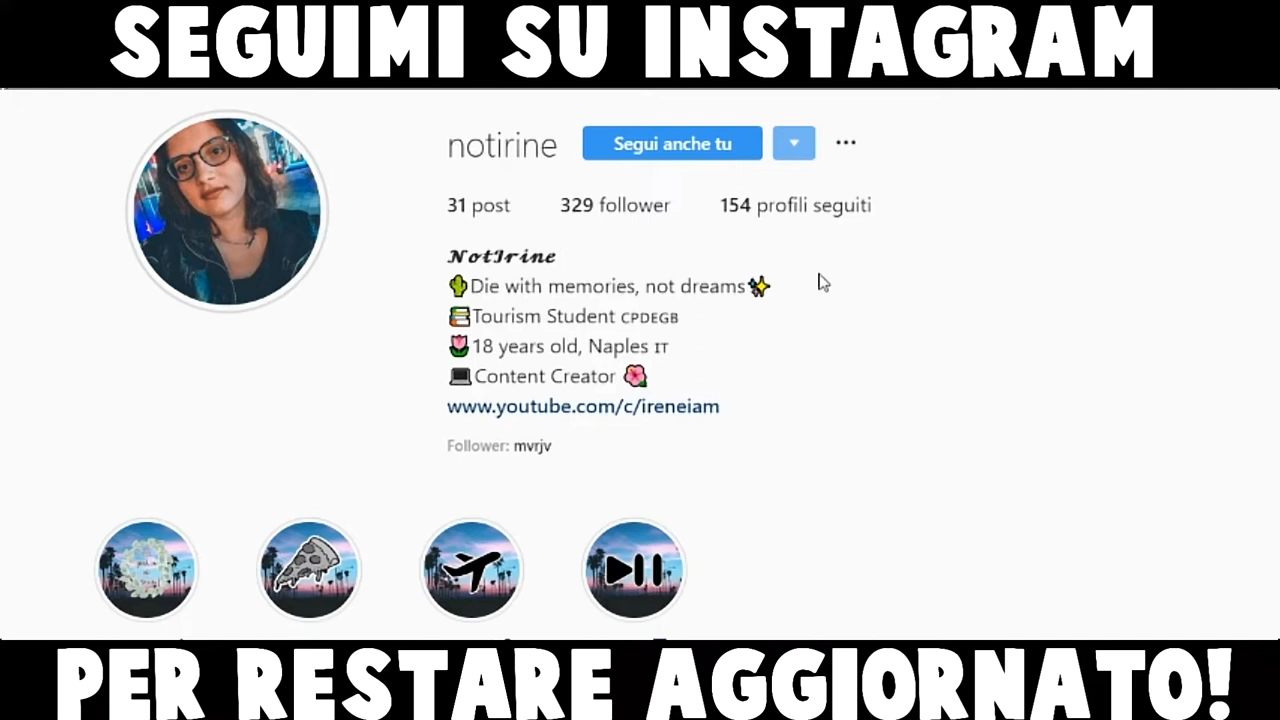 SEGUIMI SU INSTAGRAM
notirine Segui anche tu
31 post 329 follower 154 profili seguiti
𝓝𝓸𝓽𝓘𝓻𝓲𝓷𝓮
🌵Die with memories, not dreams✨
📚Tourism Student CPDEGB
🌷18 years old, Naples IT
💻Content Creator 🌺
www.youtube.com/c/ireneiam
Follower: mvrjv
PER RESTARE AGGIORNATO!